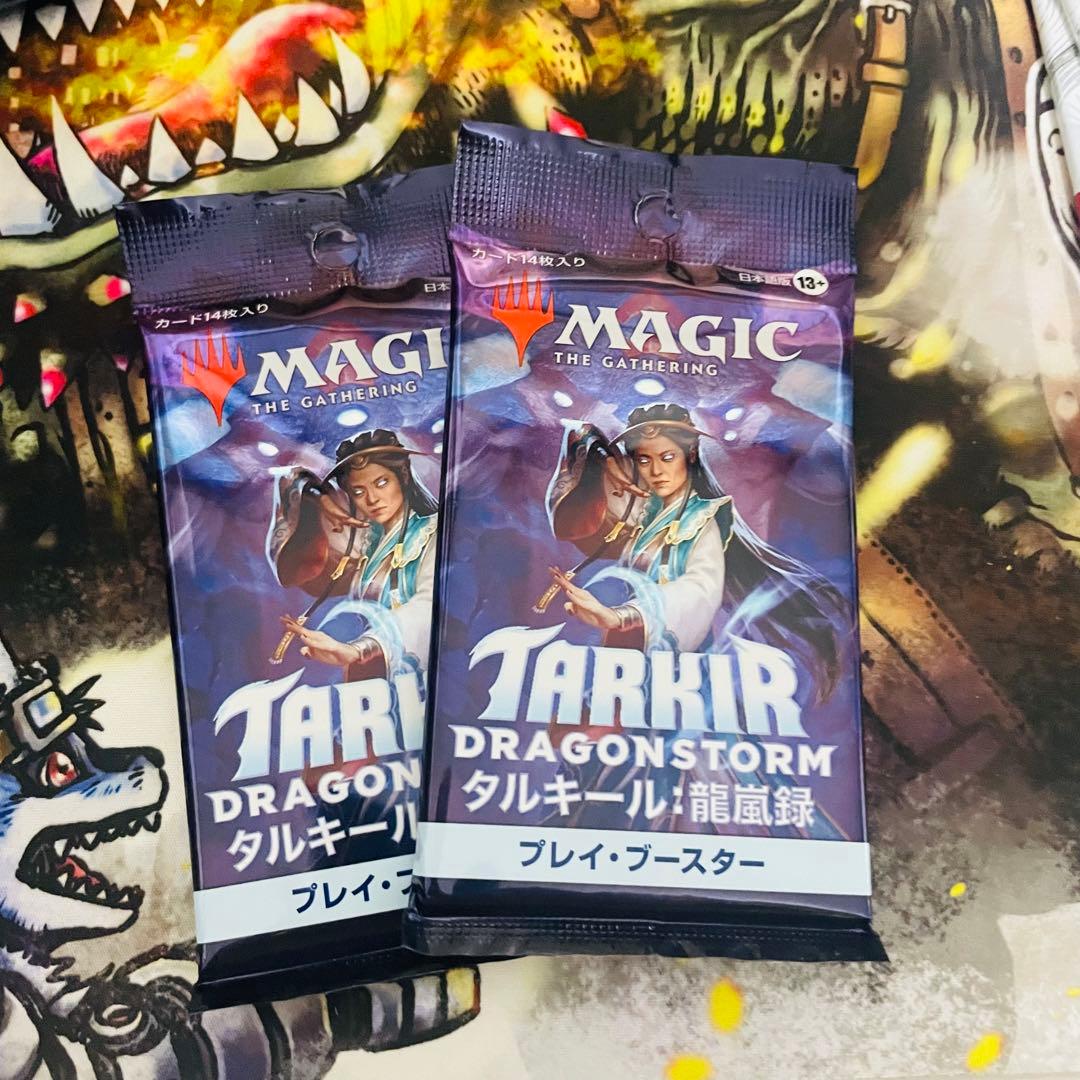 カード14枚入り
日本
MAGI
THE GATHERING
TARK
DRAGON
タルキール
プレイ・ブ
カード14枚入り
日本語版 13+
MAGIC
THE GATHERING
TARKIR
DRAGONSTORM
タルキール：龍嵐録
プレイ・ブースター